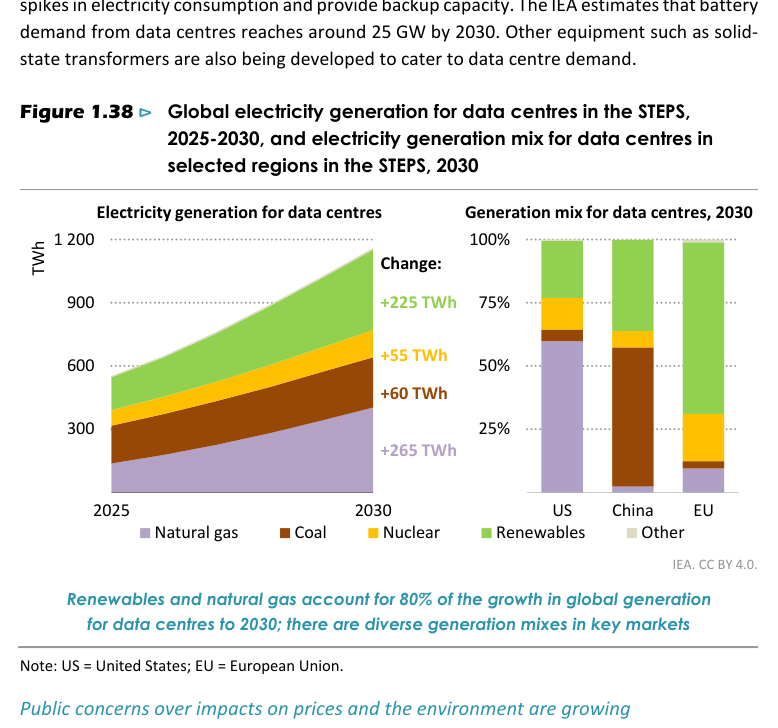 spikes in electricity consumption and provide backup capacity. The IEA estimates that battery
demand from data centres reaches around 25 GW by 2030. Other equipment such as solid-
state transformers are also being developed to cater to data centre demand.
Figure 1.38 ⊳ Global electricity generation for data centres in the STEPS,
2025-2030, and electricity generation mix for data centres in
selected regions in the STEPS, 2030
Electricity generation for data centres
TWh
1 200
900
600
300
2025
2030
Change:
+225 TWh
+55 TWh
+60 TWh
+265 TWh
Generation mix for data centres, 2030
100%
75%
50%
25%
US
China
EU
Natural gas
Coal
Nuclear
Renewables
Other
IEA. CC BY 4.0.
Renewables and natural gas account for 80% of the growth in global generation
for data centres to 2030; there are diverse generation mixes in key markets
Note: US = United States; EU = European Union.
Public concerns over impacts on prices and the environment are growing